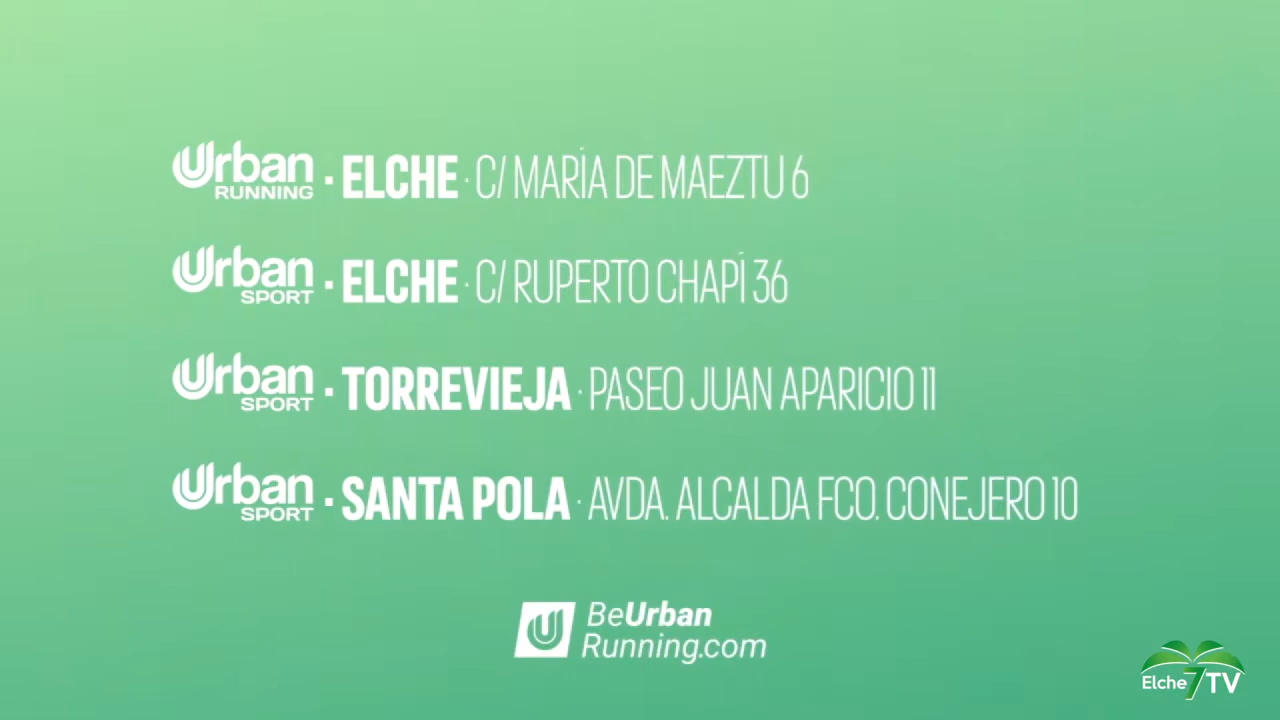 Urban RUNNING · ELCHE · C/ MARÍA DE MAEZTU 6
Urban SPORT · ELCHE · C/ RUPERTO CHAPÍ 36
Urban SPORT · TORREVIEJA · PASEO JUAN APARICIO 11
Urban SPORT · SANTA POLA · AVDA. ALCALDA FCO. CONEJERO 10
BeUrban
Running.com
Elche 7 TV